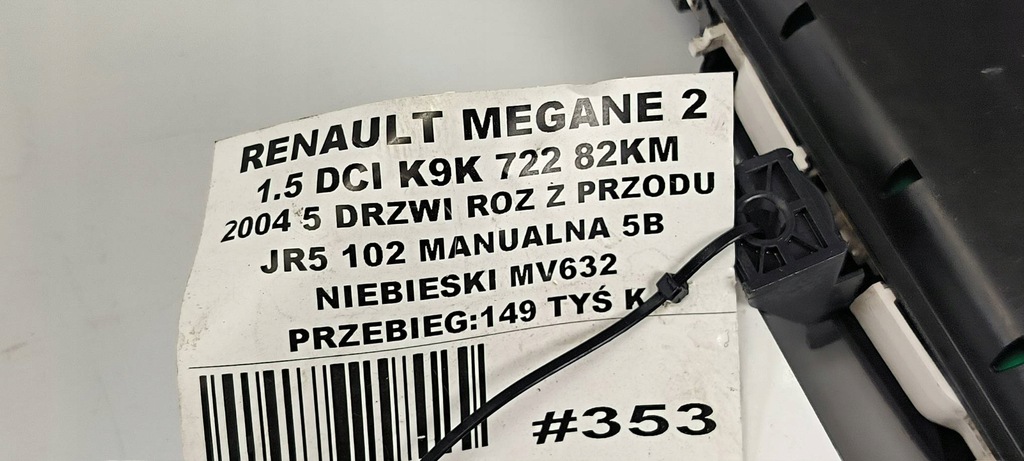 RENAULT MEGANE 2
1.5 DCI K9K 722 82KM
2004 5 DRZWI ROZ Z PRZODU
JR5 102 MANUALNA 5B
NIEBIESKI MV632
PRZEBIEG:149 TYŚ K
#353